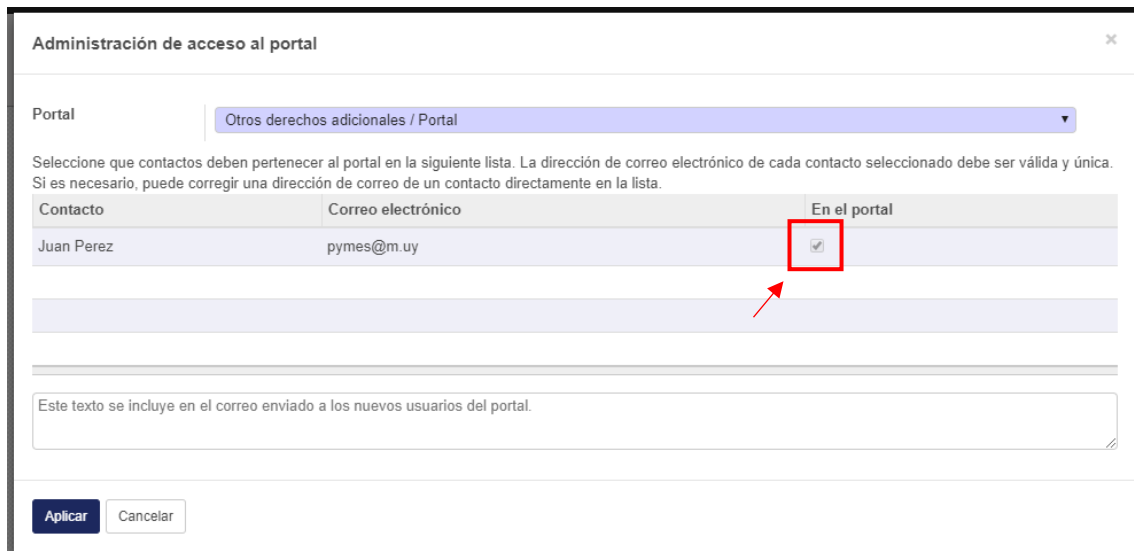 Administración de acceso al portal
×
Portal
Otros derechos adicionales / Portal
Seleccione que contactos deben pertenecer al portal en la siguiente lista. La dirección de correo electrónico de cada contacto seleccionado debe ser válida y única.
Si es necesario, puede corregir una dirección de correo de un contacto directamente en la lista.
Contacto Correo electrónico En el portal
Juan Perez pymes@m.uy
Este texto se incluye en el correo enviado a los nuevos usuarios del portal.
Aplicar Cancelar